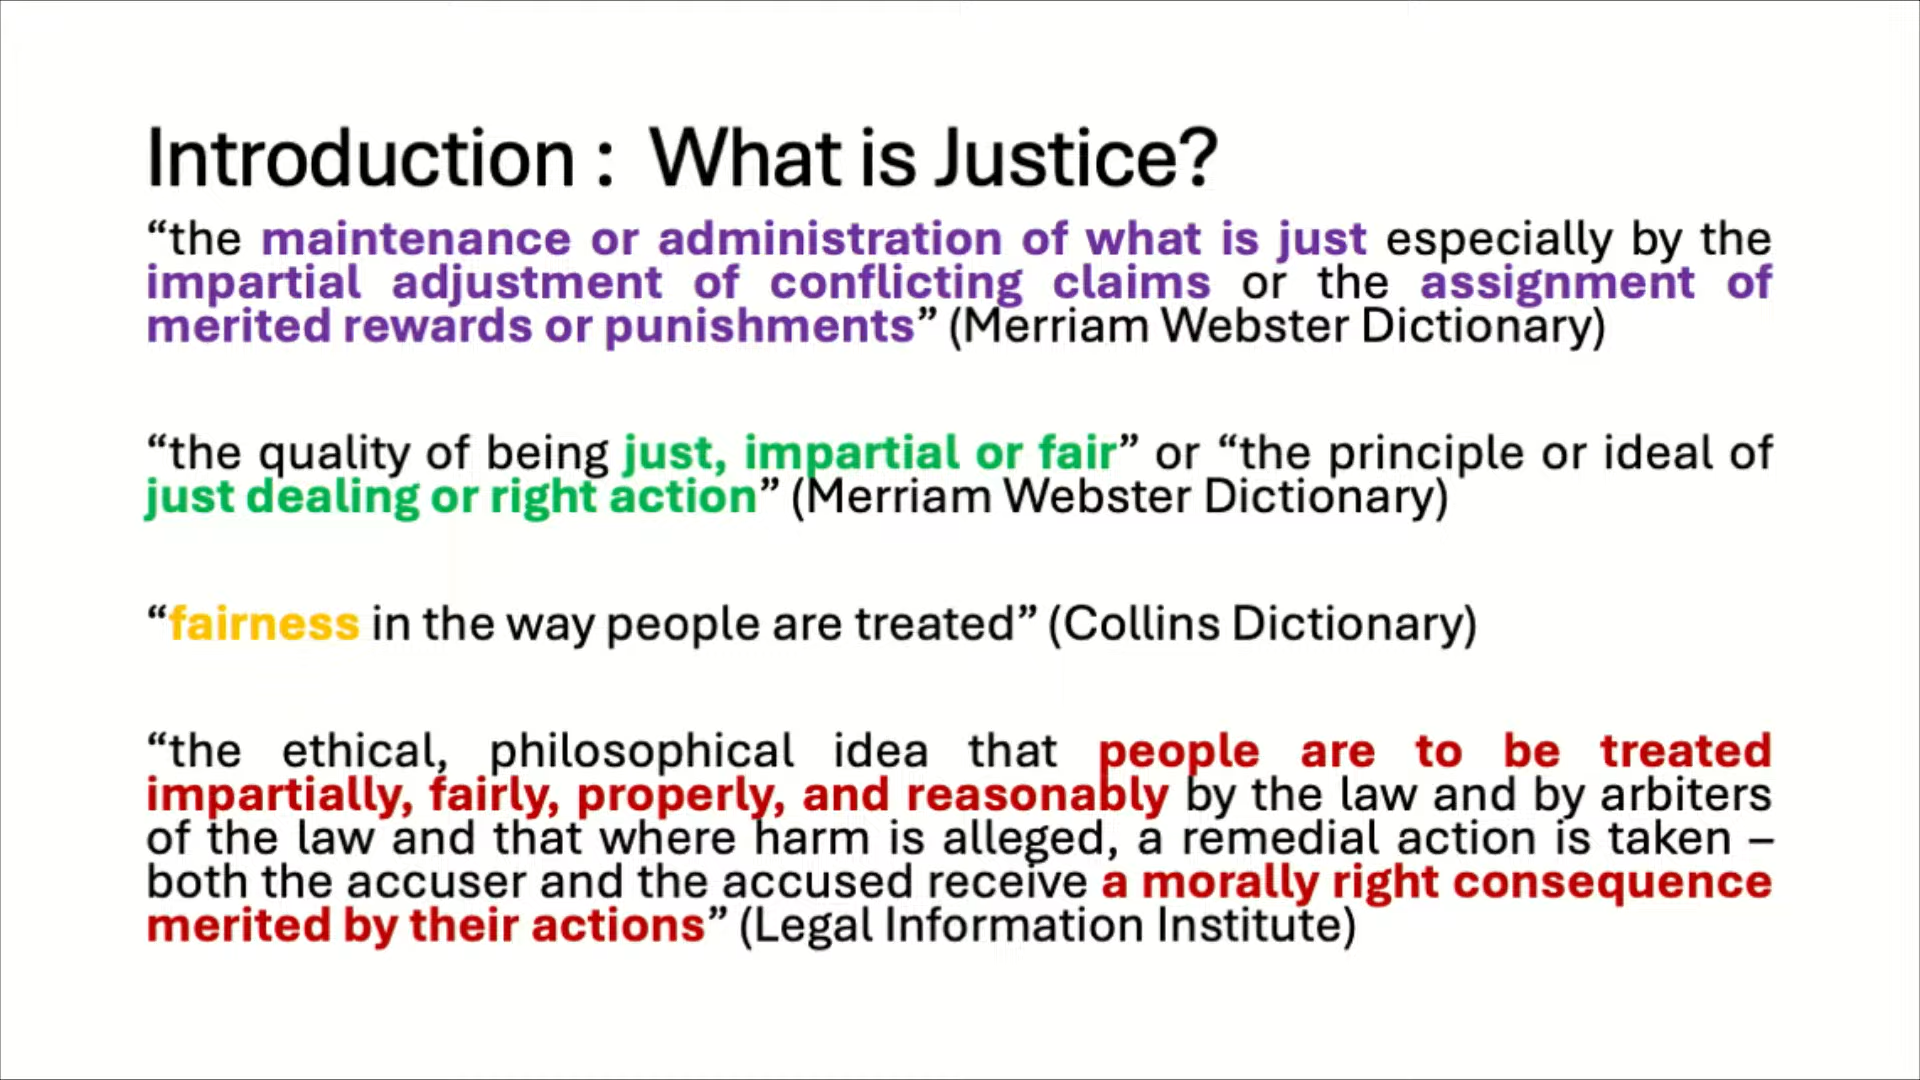 Introduction : What is Justice?
“the maintenance or administration of what is just especially by the
impartial adjustment of conflicting claims or the assignment of
merited rewards or punishments” (Merriam Webster Dictionary)
“the quality of being just, impartial or fair” or “the principle or ideal of
just dealing or right action” (Merriam Webster Dictionary)
“fairness in the way people are treated” (Collins Dictionary)
“the ethical, philosophical idea that people are to be treated
impartially, fairly, properly, and reasonably by the law and by arbiters
of the law and that where harm is alleged, a remedial action is taken –
both the accuser and the accused receive a morally right consequence
merited by their actions” (Legal Information Institute)